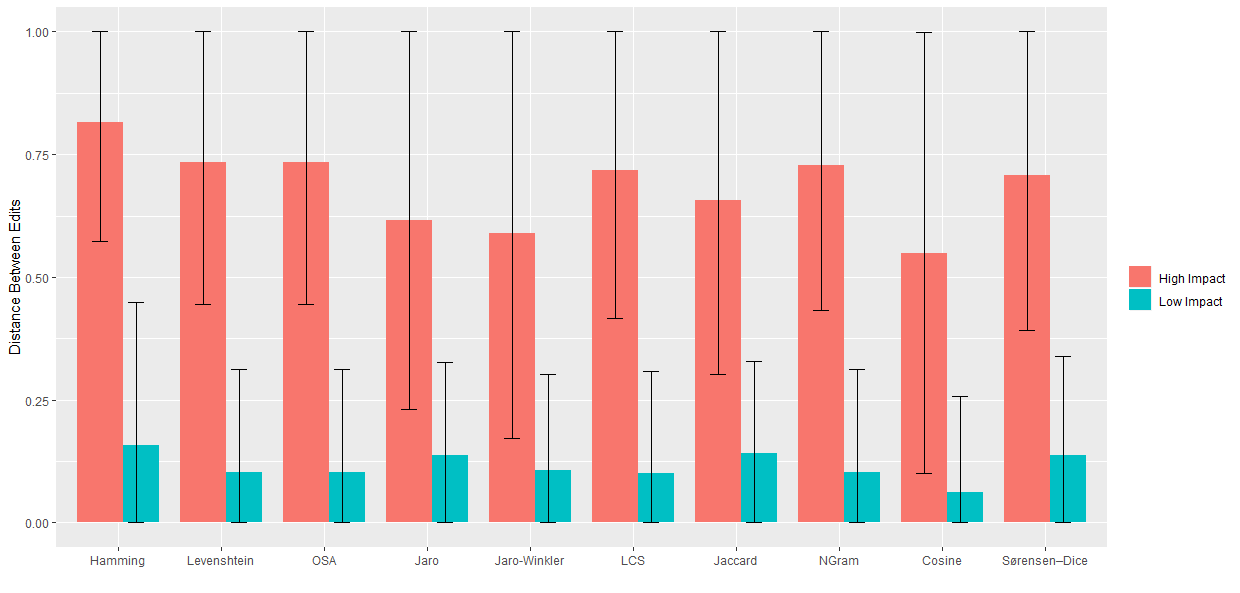 Distance Between Edits
1.00
0.75
0.50
0.25
0.00
Hamming Levenshtein OSA Jaro Jaro-Winkler LCS Jaccard NGram Cosine Sørensen–Dice
High Impact
Low Impact